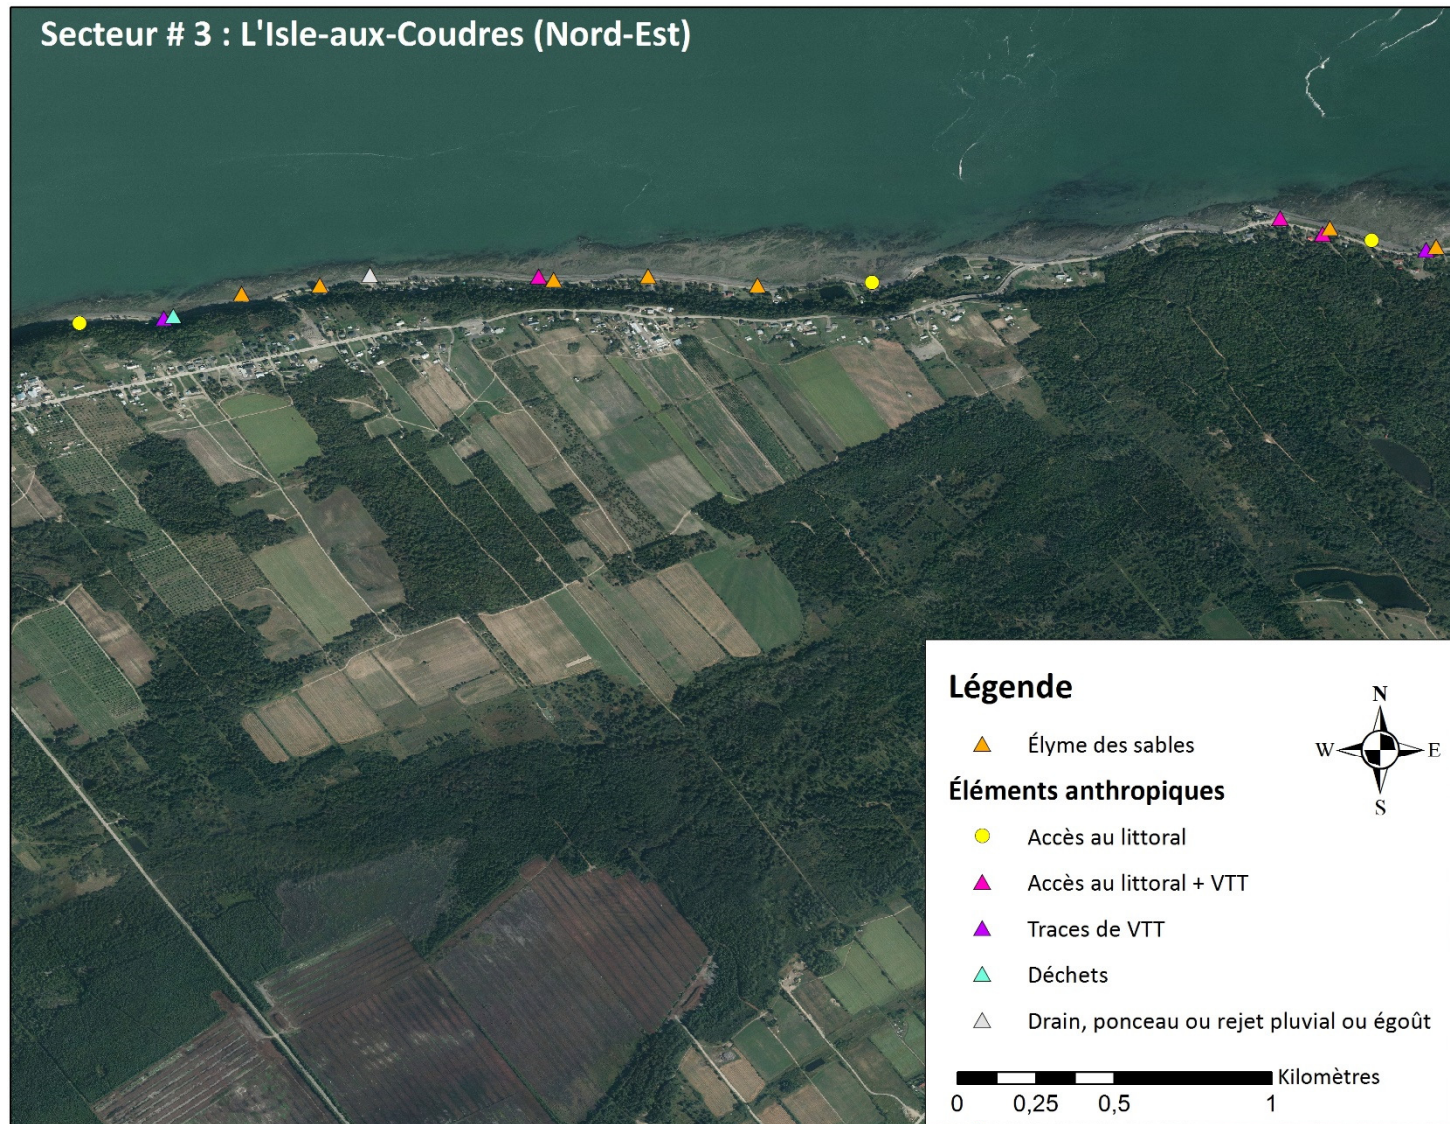 Secteur # 3 : L'Isle-aux-Coudres (Nord-Est)
Légende
N
W E
S
Élyme des sables
Éléments anthropiques
Accès au littoral
Accès au littoral + VTT
Traces de VTT
Déchets
Drain, ponceau ou rejet pluvial ou égoût
Kilomètres
0 0,25 0,5 1